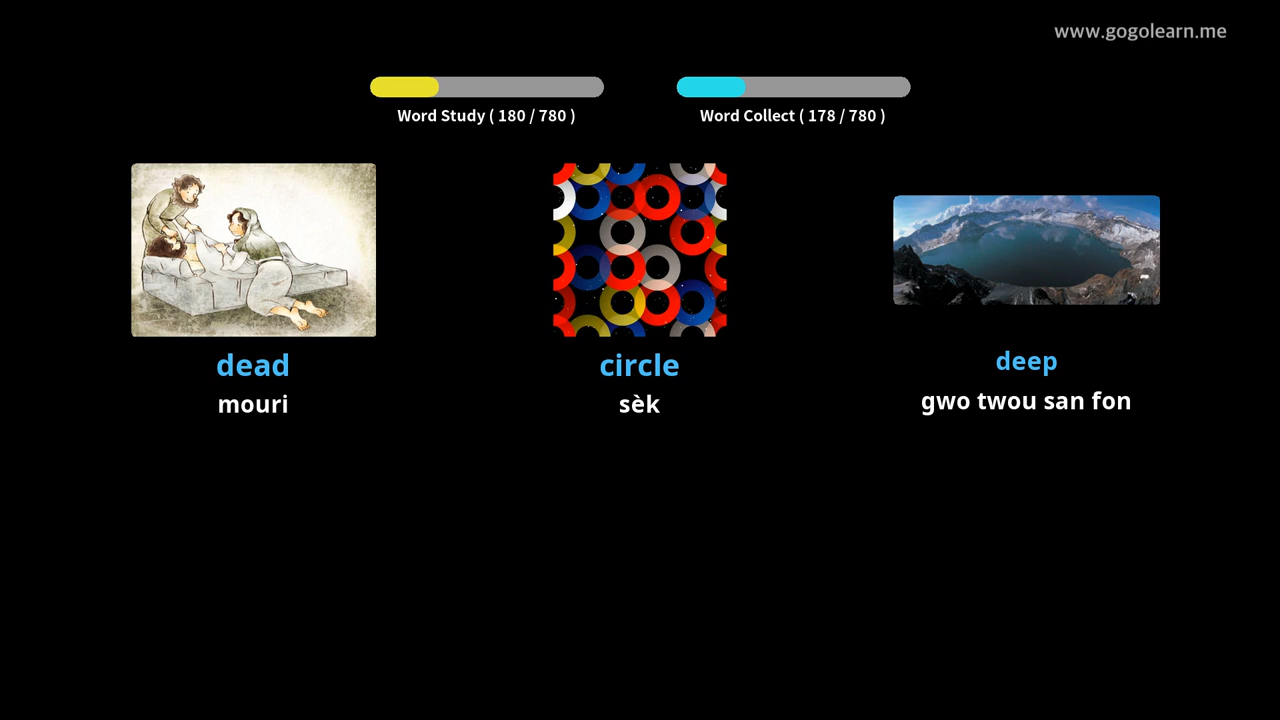 www.gogolearn.me
Word Study ( 180 / 780 )
Word Collect ( 178 / 780 )
dead
mouri
circle
sèk
deep
gwo twou san fon